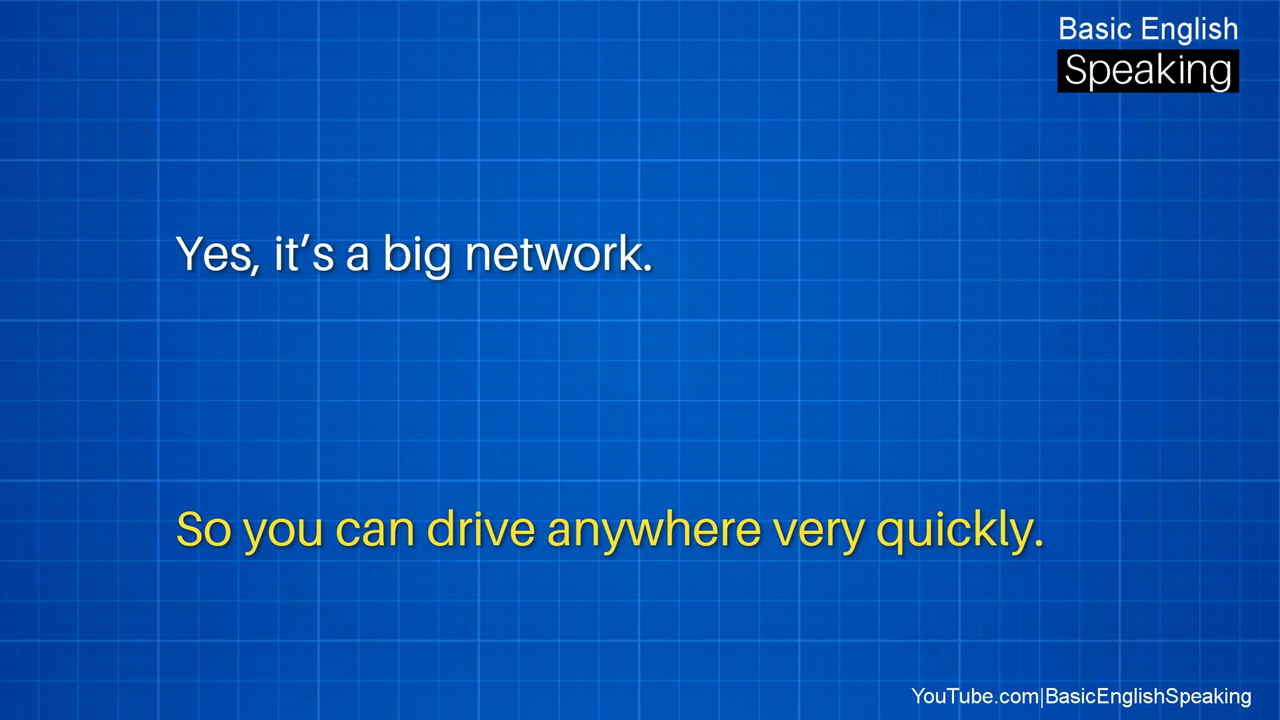 Basic English
Speaking
Yes, it’s a big network.
So you can drive anywhere very quickly.
YouTube.com|BasicEnglishSpeaking